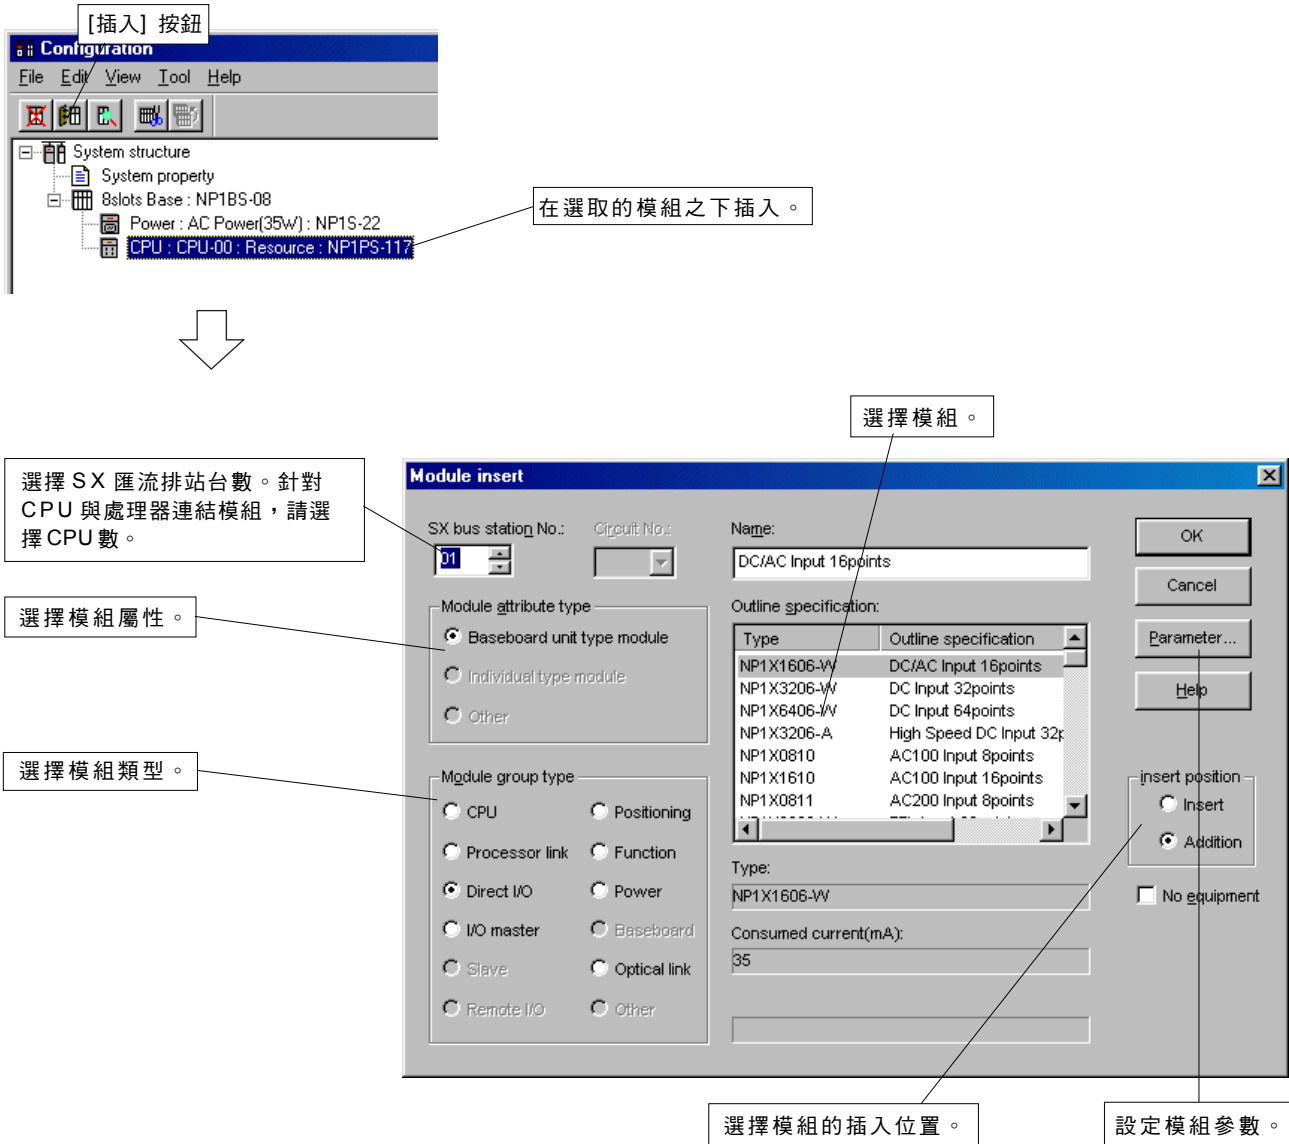 [插入] 按鈕
Configuration
File Edit View Tool Help
System structure
System property
8slots Base : NP1BS-08
Power : AC Power(35W) : NP1S-22
CPU : CPU-00 : Resource : NP1PS-117
在選取的模組之下插入。
選擇模組。
選擇 SX 匯流排站台數。針對
CPU 與處理器連結模組，請選
擇 CPU 數。
選擇模組屬性。
選擇模組類型。
Module insert
SX bus station No.:
Circuit No.:
Name:
01
DC/AC Input 16points
Module attribute type
Baseboard unit type module
Individual type module
Other
Module group type
CPU
Positioning
Processor link
Function
Direct I/O
Power
I/O master
Baseboard
Slave
Optical link
Remote I/O
Other
Outline specification:
Type Outline specification
NP1X1606-W DC/AC Input 16points
NP1X3206-W DC Input 32points
NP1X6406-W DC Input 64points
NP1X3206-A High Speed DC Input 32p
NP1X0810 AC100 Input 8points
NP1X1610 AC100 Input 16points
NP1X0811 AC200 Input 8points
Type:
NP1X1606-W
Consumed current(mA):
35
OK
Cancel
Parameter...
Help
insert position
Insert
Addition
No equipment
選擇模組的插入位置。
設定模組參數。